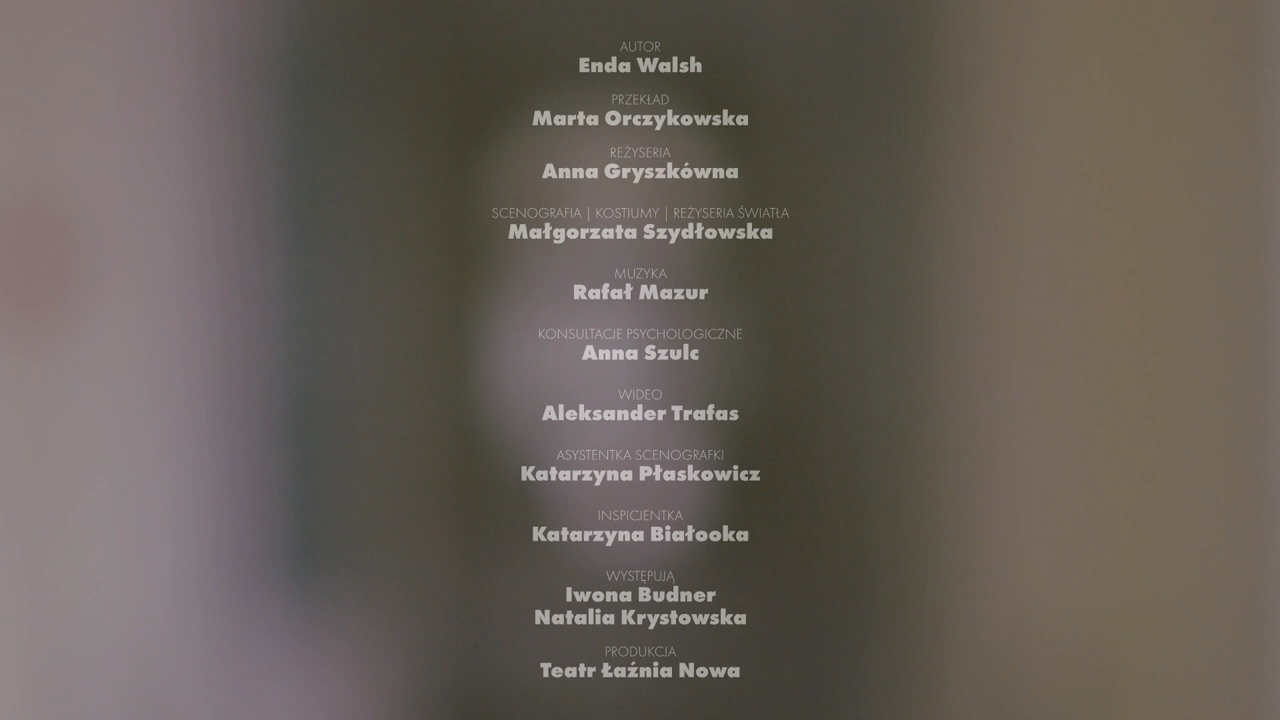 AUTOR
Enda Walsh
PRZEKŁAD
Marta Orczykowska
REŻYSERIA
Anna Gryszkówna
SCENOGRAFIA | KOSTIUMY | REŻYSERIA ŚWIATŁA
Małgorzata Szydłowska
MUZYKA
Rafał Mazur
KONSULTACJE PSYCHOLOGICZNE
Anna Szulc
WIDEO
Aleksander Trafas
ASYSTENTKA SCENOGRAFKI
Katarzyna Płaskowicz
INSPICJENTKA
Katarzyna Białooka
WYSTĘPUJĄ
Iwona Budner
Natalia Krystowska
PRODUKCJA
Teatr Łaźnia Nowa